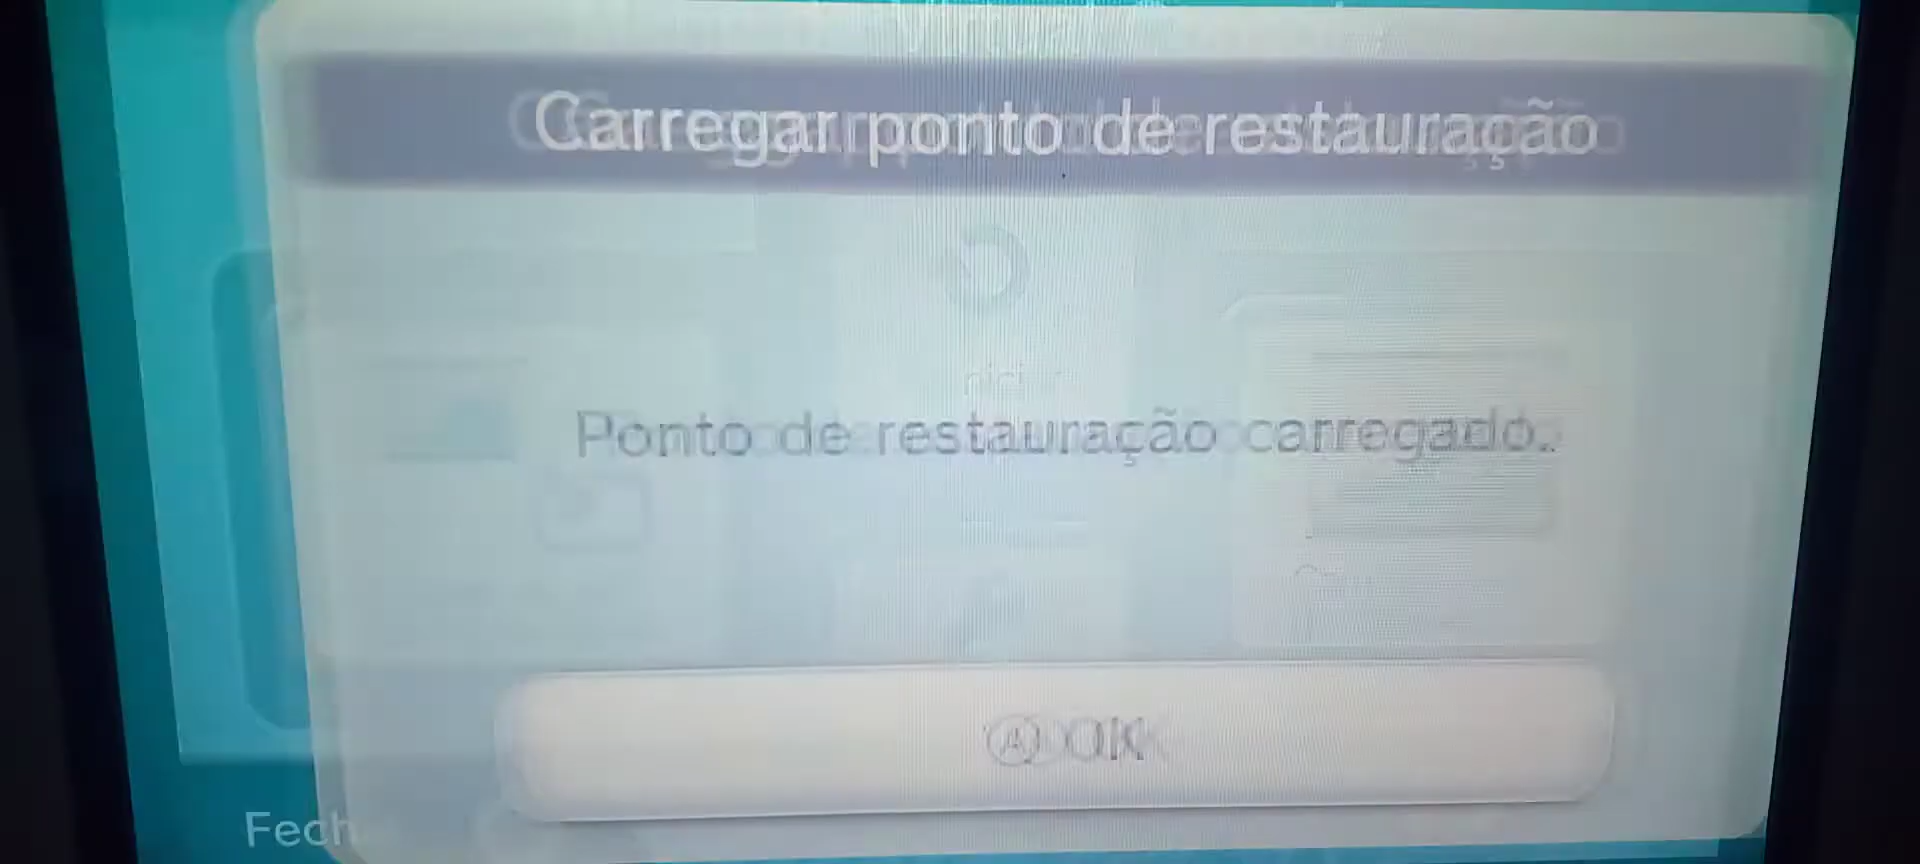 Carregar ponto de restauração
Ponto de restauração carregado.
Ⓐ OK